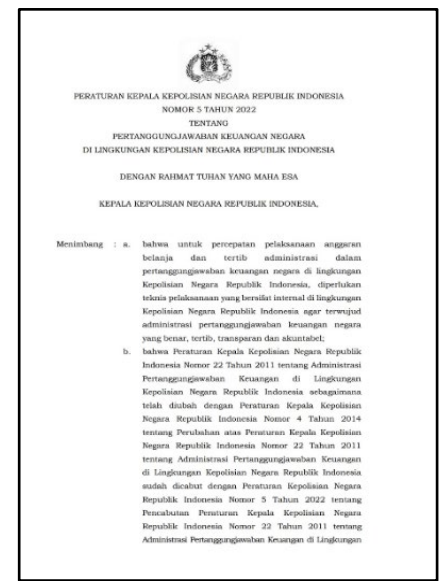 PERATURAN KEPALA KEPOLISIAN NEGARA REPUBLIK INDONESIA
NOMOR 5 TAHUN 2022
TENTANG
PERTANGGUNGJAWABAN KEUANGAN NEGARA
DI LINGKUNGAN KEPOLISIAN NEGARA REPUBLIK INDONESIA
DENGAN RAHMAT TUHAN YANG MAHA ESA
KEPALA KEPOLISIAN NEGARA REPUBLIK INDONESIA,
Menimbang : a. bahwa untuk percepatan pelaksanaan anggaran
belanja dan tertib administrasi dalam
pertanggungjawaban keuangan negara di lingkungan
Kepolisian Negara Republik Indonesia, diperlukan
teknis pelaksanaan yang bersifat internal di lingkungan
Kepolisian Negara Republik Indonesia agar terwujud
administrasi pertanggungjawaban keuangan negara
yang benar, tertib, transparan dan akuntabel;
b. bahwa Peraturan Kepala Kepolisian Negara Republik
Indonesia Nomor 22 Tahun 2011 tentang Administrasi
Pertanggungjawaban Keuangan di Lingkungan
Kepolisian Negara Republik Indonesia sebagaimana
telah diubah dengan Peraturan Kepala Kepolisian
Negara Republik Indonesia Nomor 4 Tahun 2014
tentang Perubahan atas Peraturan Kepala Kepolisian
Negara Republik Indonesia Nomor 22 Tahun 2011
tentang Administrasi Pertanggungjawaban Keuangan
di Lingkungan Kepolisian Negara Republik Indonesia
sudah dicabut dengan Peraturan Kepolisian Negara
Republik Indonesia Nomor 5 Tahun 2022 tentang
Pencabutan Peraturan Kepala Kepolisian Negara
Republik Indonesia Nomor 22 Tahun 2011 tentang
Administrasi Pertanggungjawaban Keuangan di Lingkungan